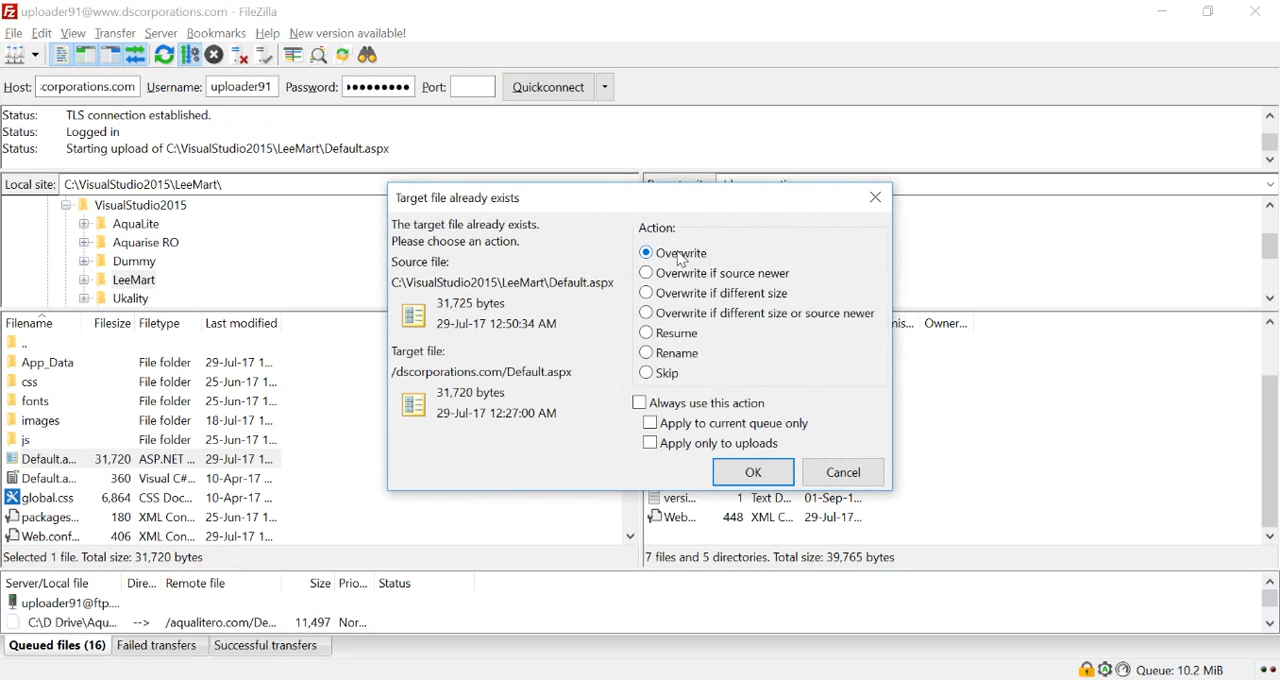 uploader91@www.dscorporations.com - FileZilla
File Edit View Transfer Server Bookmarks Help New version available!
Host: :corporations.com Username: uploader91 Password: ●●●●●●●●● Port: Quickconnect
Status: TLS connection established.
Status: Logged in
Status: Starting upload of C:\VisualStudio2015\LeeMart\Default.aspx
Local site: C:\VisualStudio2015\LeeMart\
VisualStudio2015
AquaLite
Aquarise RO
Dummy
LeeMart
Ukality
Filename Filesize Filetype Last modified
..
App_Data File folder 29-Jul-17 1...
css File folder 25-Jun-17 1...
fonts File folder 25-Jun-17 1...
images File folder 18-Jul-17 1...
js File folder 25-Jun-17 1...
Default.a... 31,720 ASP.NET ... 29-Jul-17 1...
Default.a... 360 Visual C#... 10-Apr-17 ...
global.css 6,864 CSS Doc... 10-Apr-17 ...
packages... 180 XML Con... 25-Jun-17 1...
Web.conf... 406 XML Con... 29-Jul-17 1...
Selected 1 file. Total size: 31,720 bytes
Target file already exists
The target file already exists.
Please choose an action.
Source file:
C:\VisualStudio2015\LeeMart\Default.aspx
31,725 bytes
29-Jul-17 12:50:34 AM
Target file:
/dscorporations.com/Default.aspx
31,720 bytes
29-Jul-17 12:27:00 AM
Action:
Overwrite
Overwrite if source newer
Overwrite if different size
Overwrite if different size or source newer
Resume
Rename
Skip
Always use this action
Apply to current queue only
Apply only to uploads
OK Cancel
nis... Owner...
versi... 1 Text D... 01-Sep-1...
Web... 448 XML C... 29-Jul-17...
7 files and 5 directories. Total size: 39,765 bytes
Server/Local file Dire... Remote file Size Prio... Status
uploader91@ftp....
C:\D Drive\Aqu... --> /aqualitero.com/De... 11,497 Nor...
Queued files (16) Failed transfers Successful transfers
Queue: 10.2 MiB